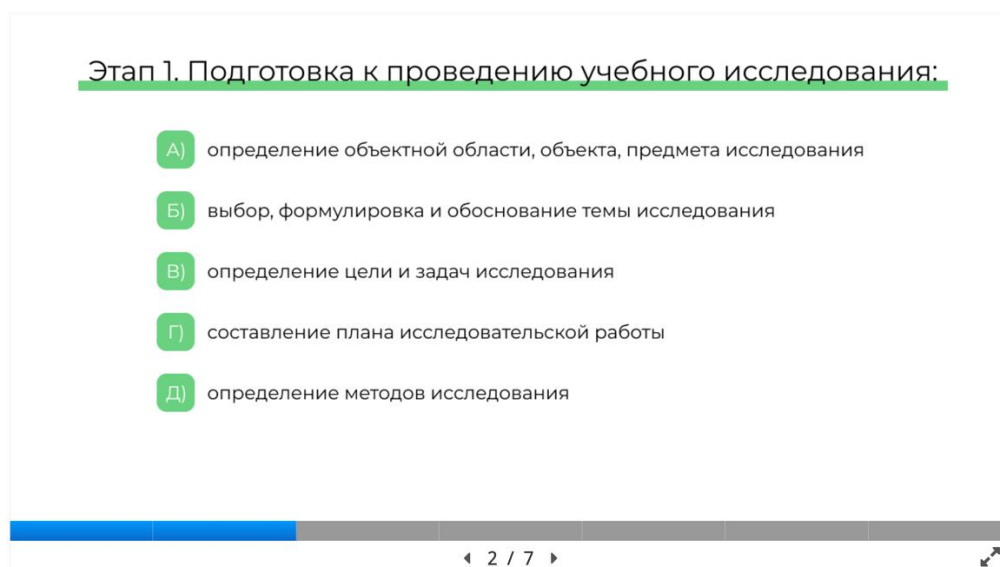 Этап 1. Подготовка к проведению учебного исследования:
А) определение объектной области, объекта, предмета исследования
Б) выбор, формулировка и обоснование темы исследования
В) определение цели и задач исследования
Г) составление плана исследовательской работы
Д) определение методов исследования
2 / 7